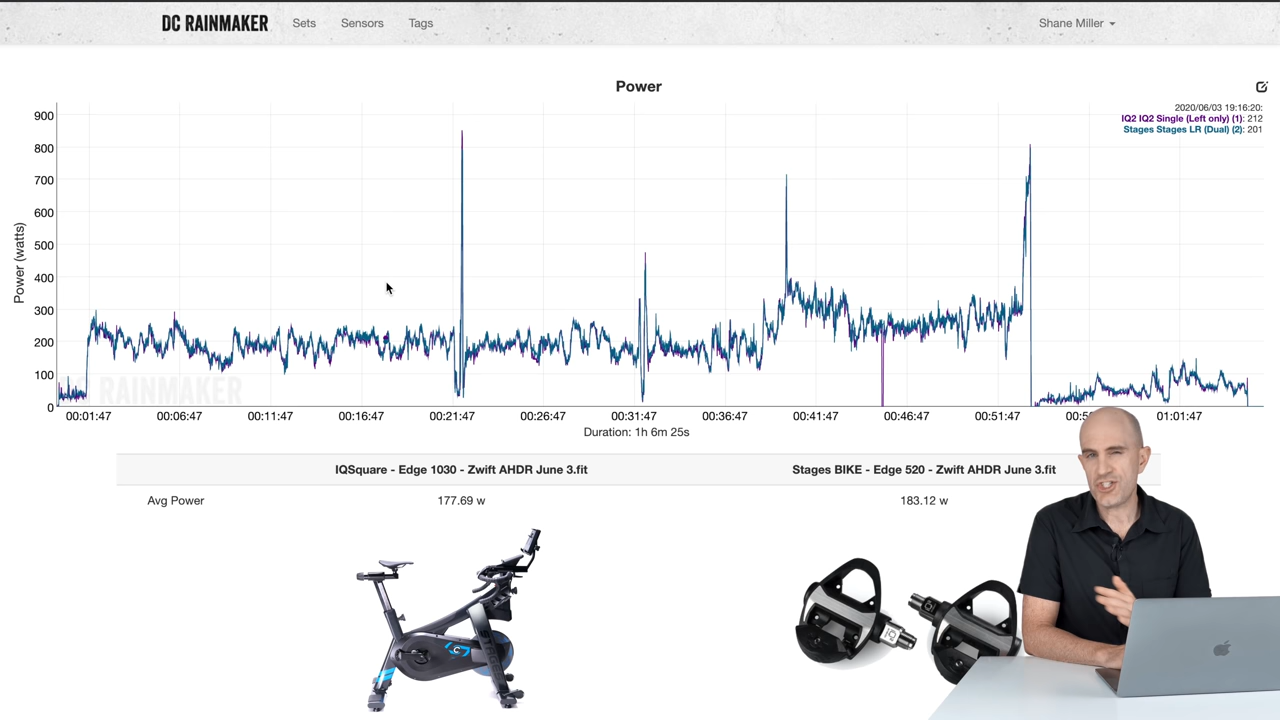 DC RAINMAKER Sets Sensors Tags Shane Miller
Power
2020/06/03 19:16:20:
IQ2 IQ2 Single (Left only) (1): 212
Stages Stages LR (Dual) (2): 201
900
800
700
600
500
400
300
200
100
0
Power (watts)
DC RAINMAKER
00:01:47 00:06:47 00:11:47 00:16:47 00:21:47 00:26:47 00:31:47 00:36:47 00:41:47 00:46:47 00:51:47 01:01:47
Duration: 1h 6m 25s
IQSquare - Edge 1030 - Zwift AHDR June 3.fit Stages BIKE - Edge 520 - Zwift AHDR June 3.fit
Avg Power 177.69 w 183.12 w